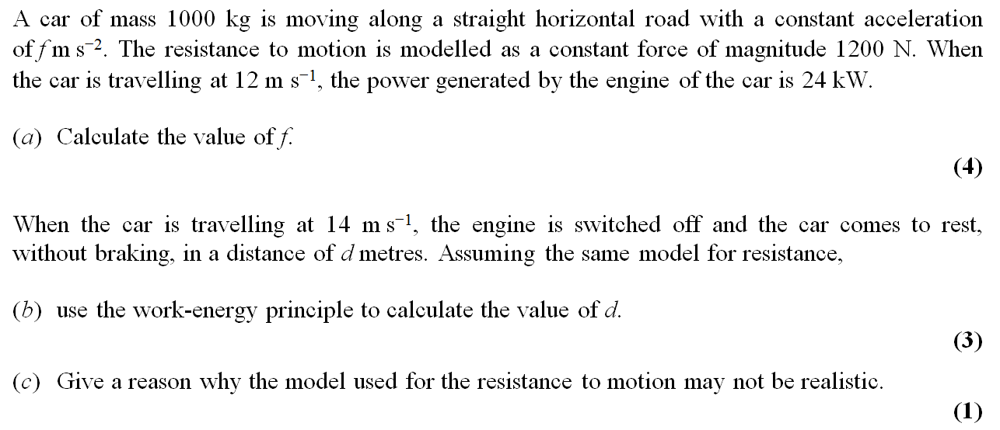 A car of mass 1000 kg is moving along a straight horizontal road with a constant acceleration
of f m s⁻². The resistance to motion is modelled as a constant force of magnitude 1200 N. When
the car is travelling at 12 m s⁻¹, the power generated by the engine of the car is 24 kW.
(a) Calculate the value of f.
(4)
When the car is travelling at 14 m s⁻¹, the engine is switched off and the car comes to rest,
without braking, in a distance of d metres. Assuming the same model for resistance,
(b) use the work-energy principle to calculate the value of d.
(3)
(c) Give a reason why the model used for the resistance to motion may not be realistic.
(1)